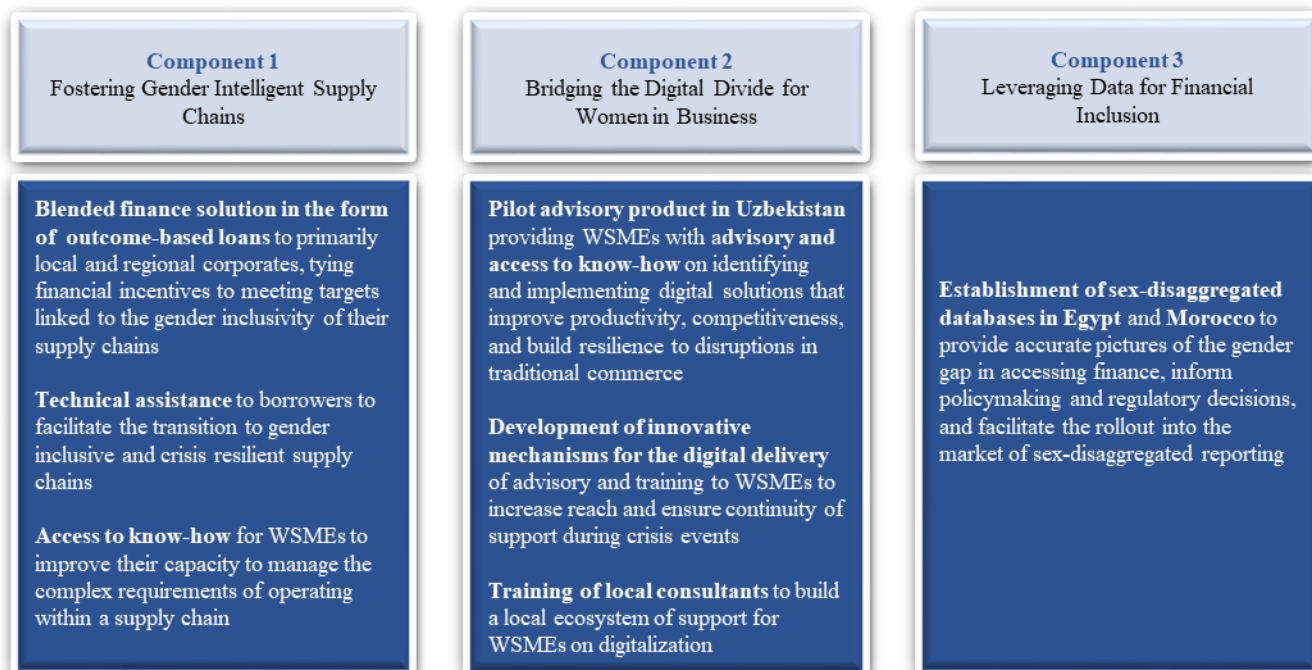 Component 1
Fostering Gender Intelligent Supply
Chains
Blended finance solution in the form
of outcome-based loans to primarily
local and regional corporates, tying
financial incentives to meeting targets
linked to the gender inclusivity of their
supply chains
Technical assistance to borrowers to
facilitate the transition to gender
inclusive and crisis resilient supply
chains
Access to know-how for WSMEs to
improve their capacity to manage the
complex requirements of operating
within a supply chain
Component 2
Bridging the Digital Divide for
Women in Business
Pilot advisory product in Uzbekistan
providing WSMEs with advisory and
access to know-how on identifying
and implementing digital solutions that
improve productivity, competitiveness,
and build resilience to disruptions in
traditional commerce
Development of innovative
mechanisms for the digital delivery
of advisory and training to WSMEs to
increase reach and ensure continuity of
support during crisis events
Training of local consultants to build
a local ecosystem of support for
WSMEs on digitalization
Component 3
Leveraging Data for Financial
Inclusion
Establishment of sex-disaggregated
databases in Egypt and Morocco to
provide accurate pictures of the gender
gap in accessing finance, inform
policymaking and regulatory decisions,
and facilitate the rollout into the
market of sex-disaggregated reporting